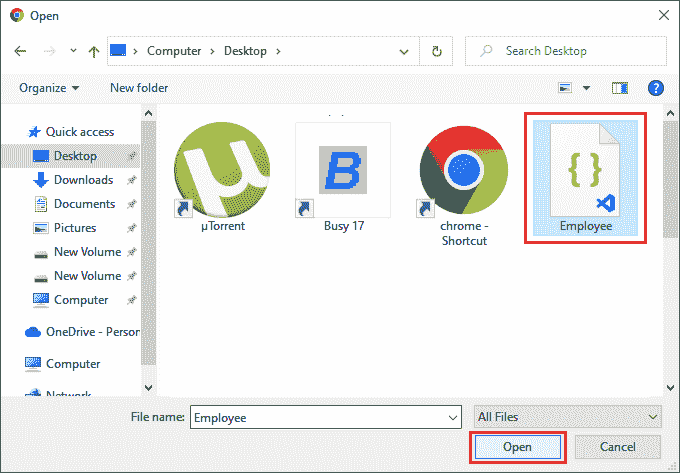 Open
Computer > Desktop >
Search Desktop
Organize
New folder
?
Quick access
Desktop
Downloads
Documents
Pictures
New Volume
New Volume
Computer
OneDrive - Person
Computer
Network
µ
µTorrent
B
Busy 17
chrome -
Shortcut
{ }
Employee
File name:
Employee
All Files
Open
Cancel